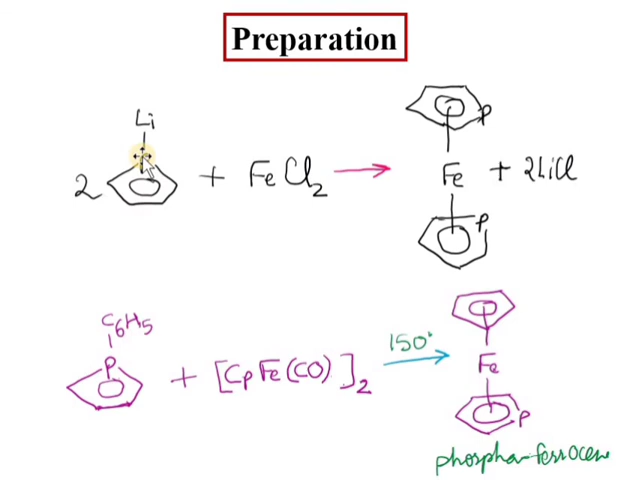 Preparation
Li
2 + FeCl₂ → Fe + 2LiCl
P
P
C₆H₅
P + [CpFe(CO)]₂ 150° → Fe
P
phospha-ferrocene